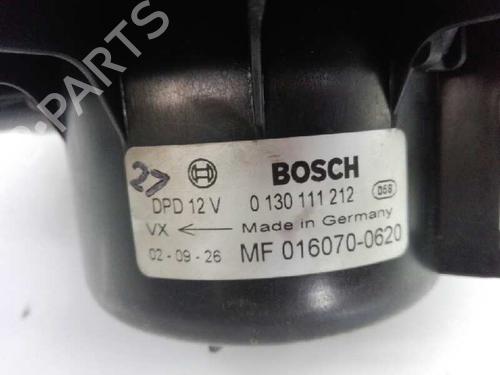 B-PARTS
27 BOSCH
DPD 12 V 0 130 111 212 068
VX ← Made in Germany
02-09-26 MF 016070-0620